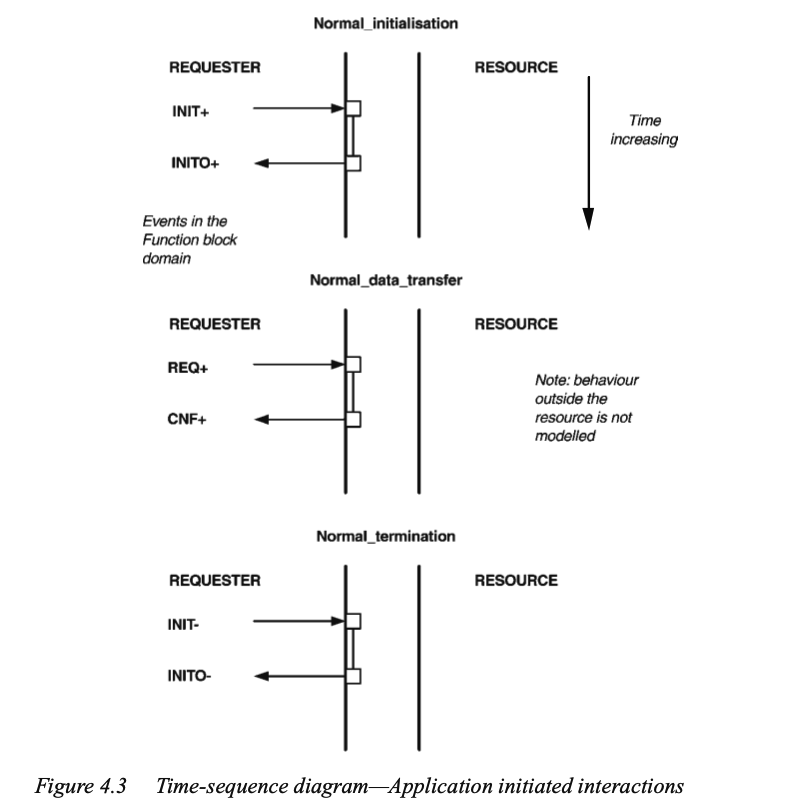 Normal_initialisation
REQUESTER
RESOURCE
INIT+
Time
increasing
INITO+
Events in the
Function block
domain
Normal_data_transfer
REQUESTER
RESOURCE
REQ+
Note: behaviour
outside the
resource is not
modelled
CNF+
Normal_termination
REQUESTER
RESOURCE
INIT-
INITO-
Figure 4.3 Time-sequence diagram—Application initiated interactions